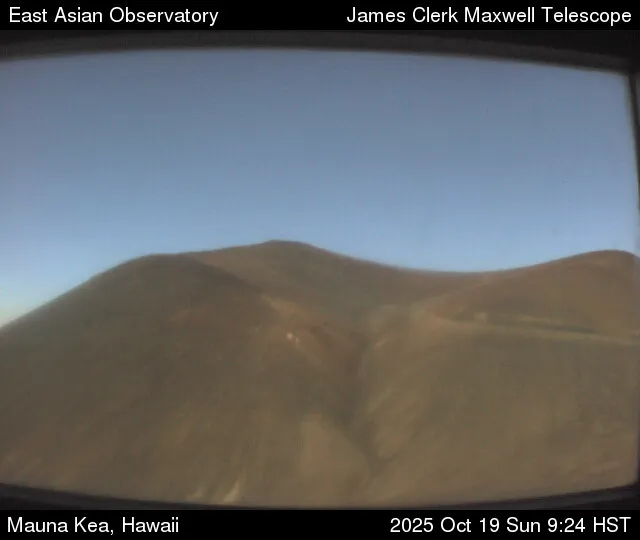 East Asian Observatory
James Clerk Maxwell Telescope
Mauna Kea, Hawaii
2025 Oct 19 Sun 9:24 HST